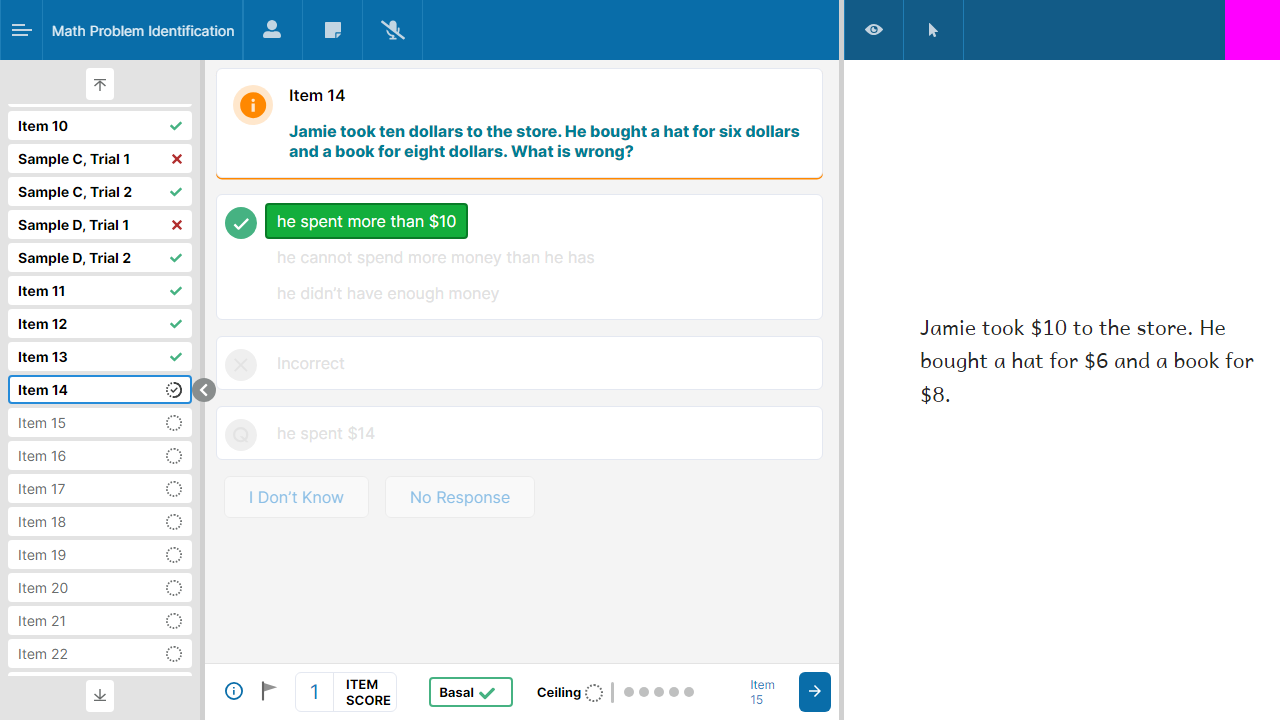 Math Problem Identification
Item 10
Sample C, Trial 1
Sample C, Trial 2
Sample D, Trial 1
Sample D, Trial 2
Item 11
Item 12
Item 13
Item 14
Item 15
Item 16
Item 17
Item 18
Item 19
Item 20
Item 21
Item 22
Item 14
Jamie took ten dollars to the store. He bought a hat for six dollars
and a book for eight dollars. What is wrong?
he spent more than $10
he cannot spend more money than he has
he didn’t have enough money
Incorrect
Q he spent $14
I Don’t Know
No Response
1 ITEM
SCORE
Basal
Ceiling
Item
15
Jamie took $10 to the store. He
bought a hat for $6 and a book for
$8.